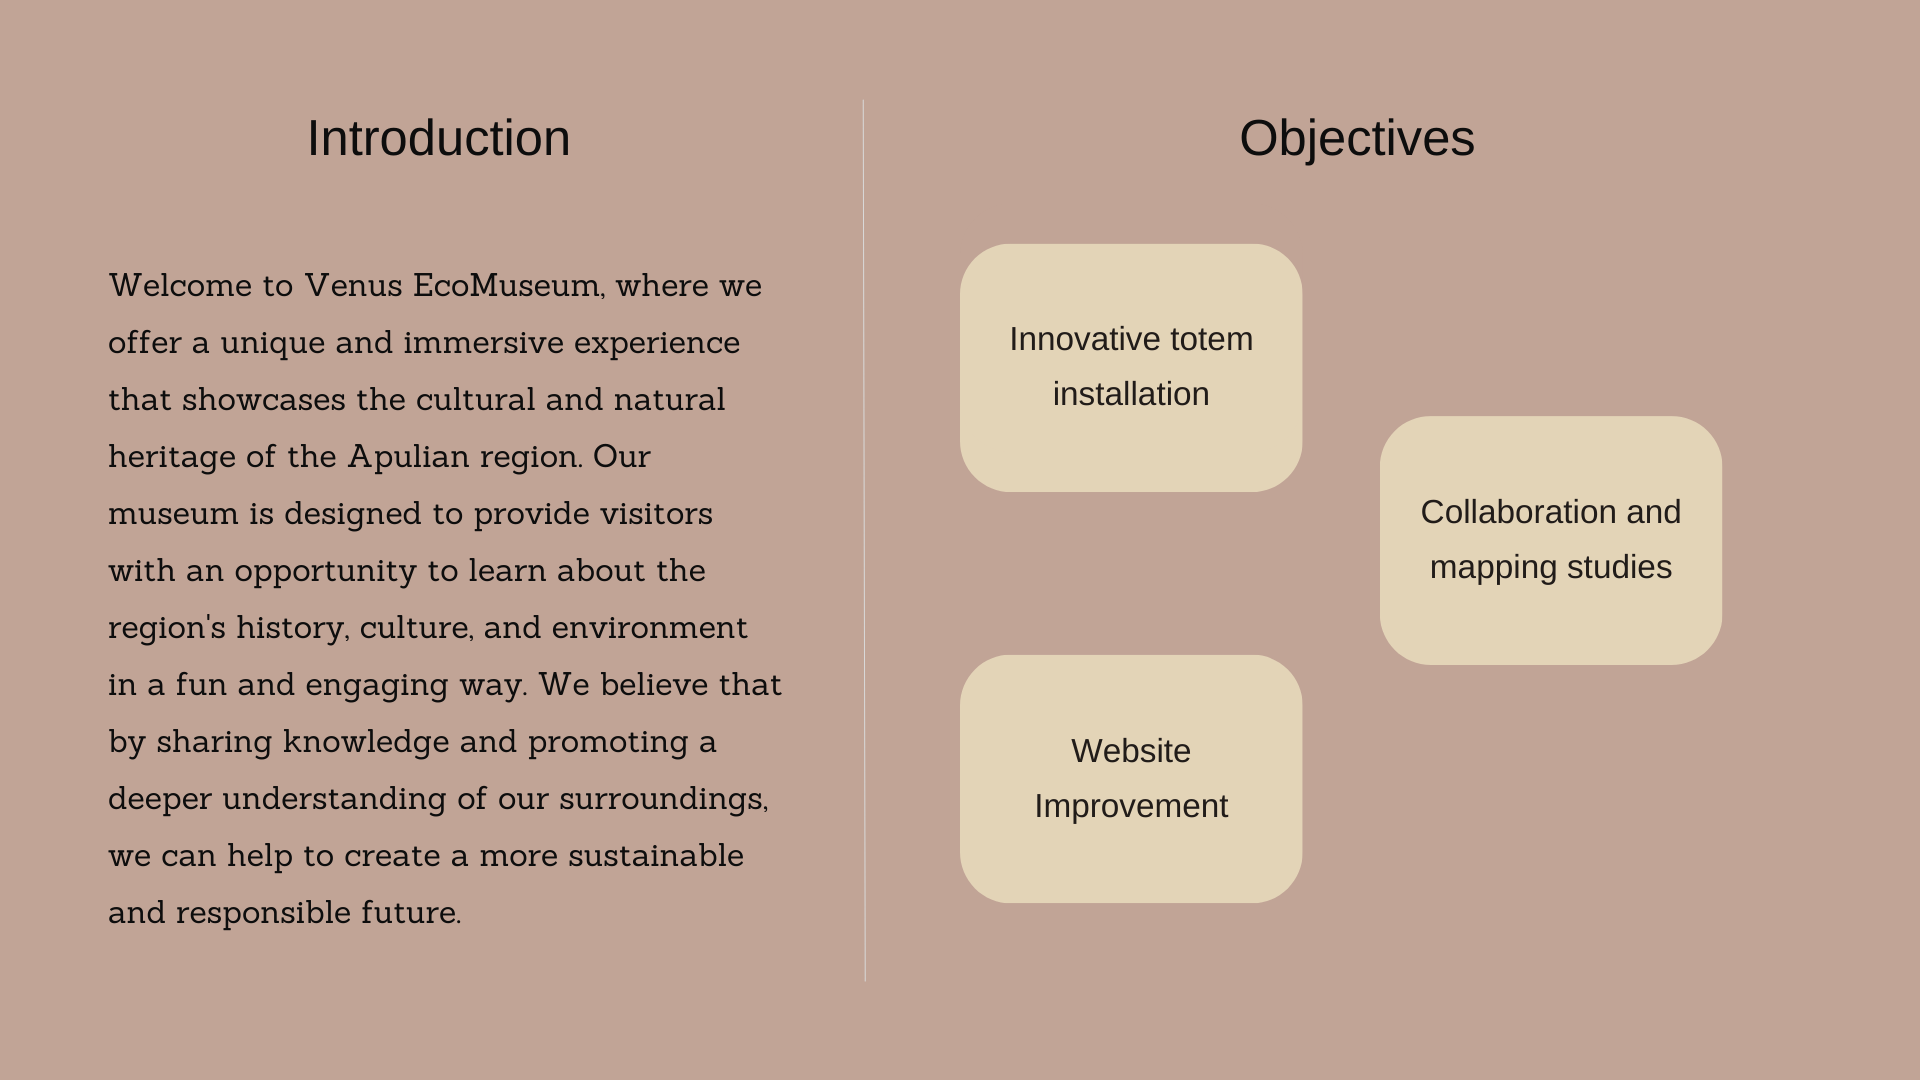 Introduction
Welcome to Venus EcoMuseum, where we
offer a unique and immersive experience
that showcases the cultural and natural
heritage of the Apulian region. Our
museum is designed to provide visitors
with an opportunity to learn about the
region's history, culture, and environment
in a fun and engaging way. We believe that
by sharing knowledge and promoting a
deeper understanding of our surroundings,
we can help to create a more sustainable
and responsible future.
Objectives
Innovative totem
installation
Collaboration and
mapping studies
Website
Improvement